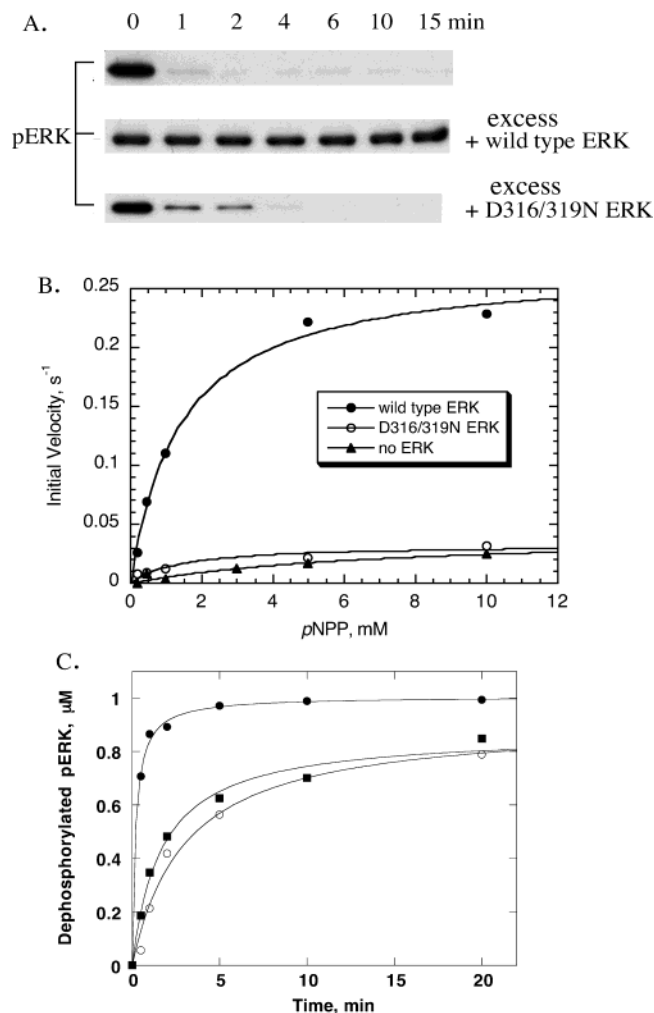 A. 0 1 2 4 6 10 15 min
pERK
excess
+ wild type ERK
excess
+ D316/319N ERK
B.
0.25
0.2
0.15
0.1
0.05
0
Initial Velocity, s⁻¹
wild type ERK
D316/319N ERK
no ERK
0 2 4 6 8 10 12
pNPP, mM
C.
1
0.8
0.6
0.4
0.2
0
Dephosphorylated pERK, μM
0 5 10 15 20
Time, min